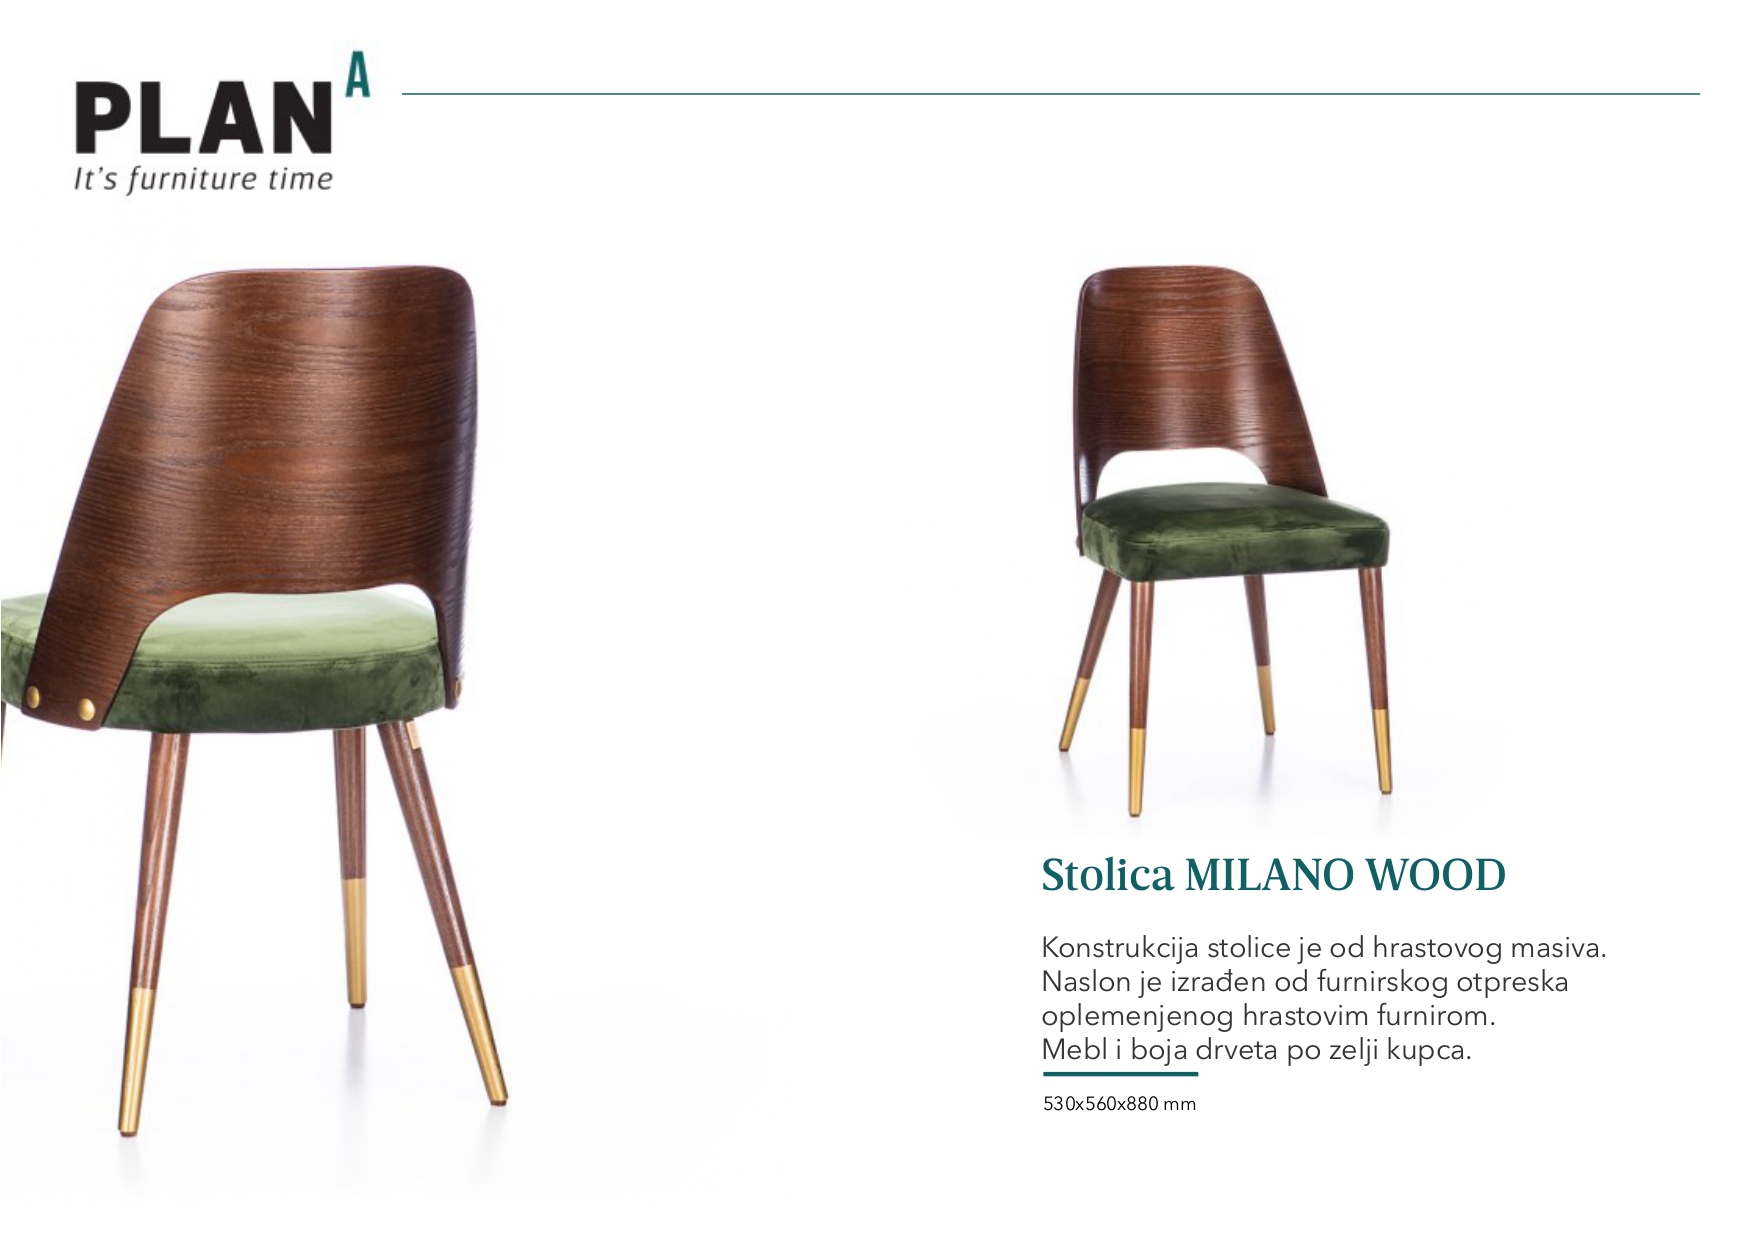 PLAN A
It's furniture time
Stolica MILANO WOOD
Konstrukcija stolice je od hrastovog masiva.
Naslon je izrađen od furnirskog otpreska
oplemenjenog hrastovim furnirom.
Mebl i boja drveta po zelji kupca.
530x560x880 mm